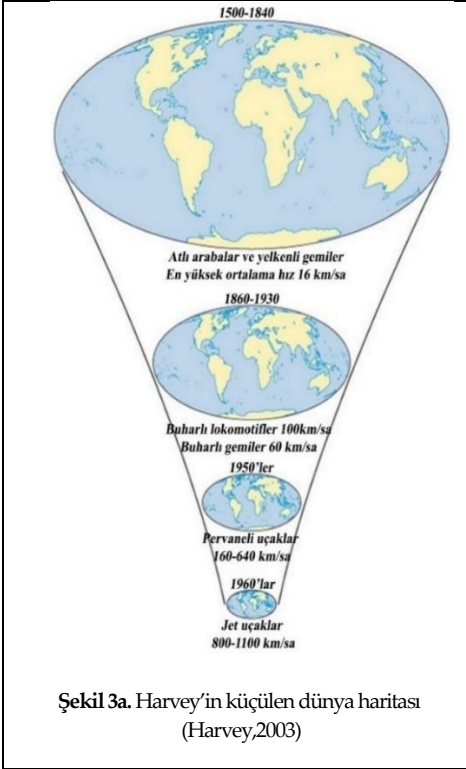 1500-1840
Atlı arabalar ve yelkenli gemiler
En yüksek ortalama hız 16 km/sa
1860-1930
Buharlı lokomotifler 100km/sa
Buharlı gemiler 60 km/sa
1950'ler
Pervaneli uçaklar
160-640 km/sa
1960'lar
Jet uçaklar
800-1100 km/sa
Şekil 3a. Harvey'in küçülen dünya haritası
(Harvey,2003)